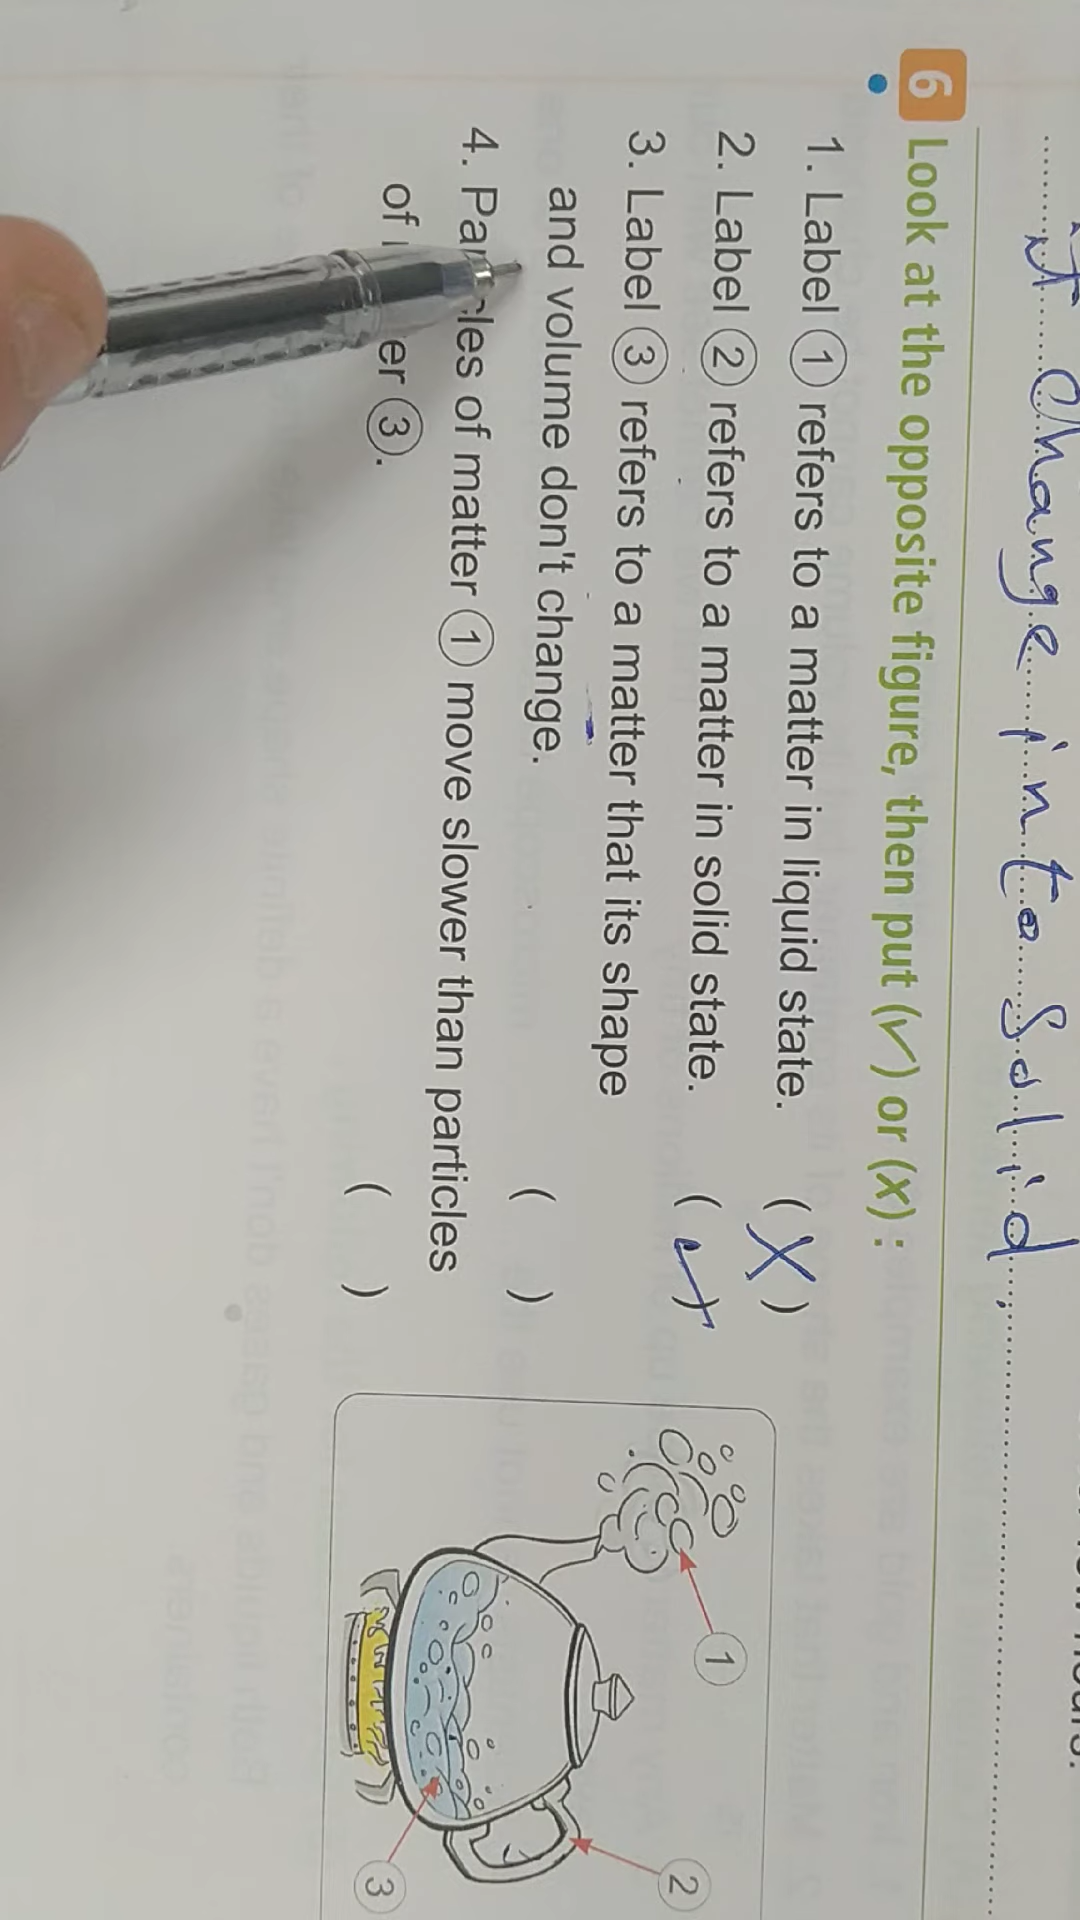 It change into Solid.
6 Look at the opposite figure, then put (✓) or (x) :
1. Label ① refers to a matter in liquid state. (X)
2. Label ② refers to a matter in solid state. (✓)
3. Label ③ refers to a matter that its shape
and volume don't change. ( )
4. Particles of matter ① move slower than particles
of ③. ( )
1
2
3